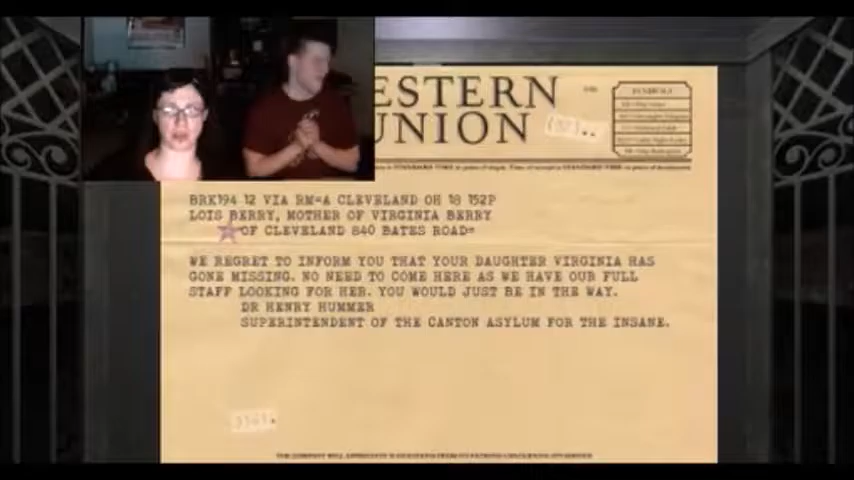 ESTERN
UNION
SYMBOLS
BRK194 12 VIA RM=A CLEVELAND OH 18 152P
LOIS BERRY, MOTHER OF VIRGINIA BERRY
OF CLEVELAND 840 BATES ROAD=
WE REGRET TO INFORM YOU THAT YOUR DAUGHTER VIRGINIA HAS
GONE MISSING. NO NEED TO COME HERE AS WE HAVE OUR FULL
STAFF LOOKING FOR HER. YOU WOULD JUST BE IN THE WAY.
DR HENRY HUMMER
SUPERINTENDENT OF THE CANTON ASYLUM FOR THE INSANE.